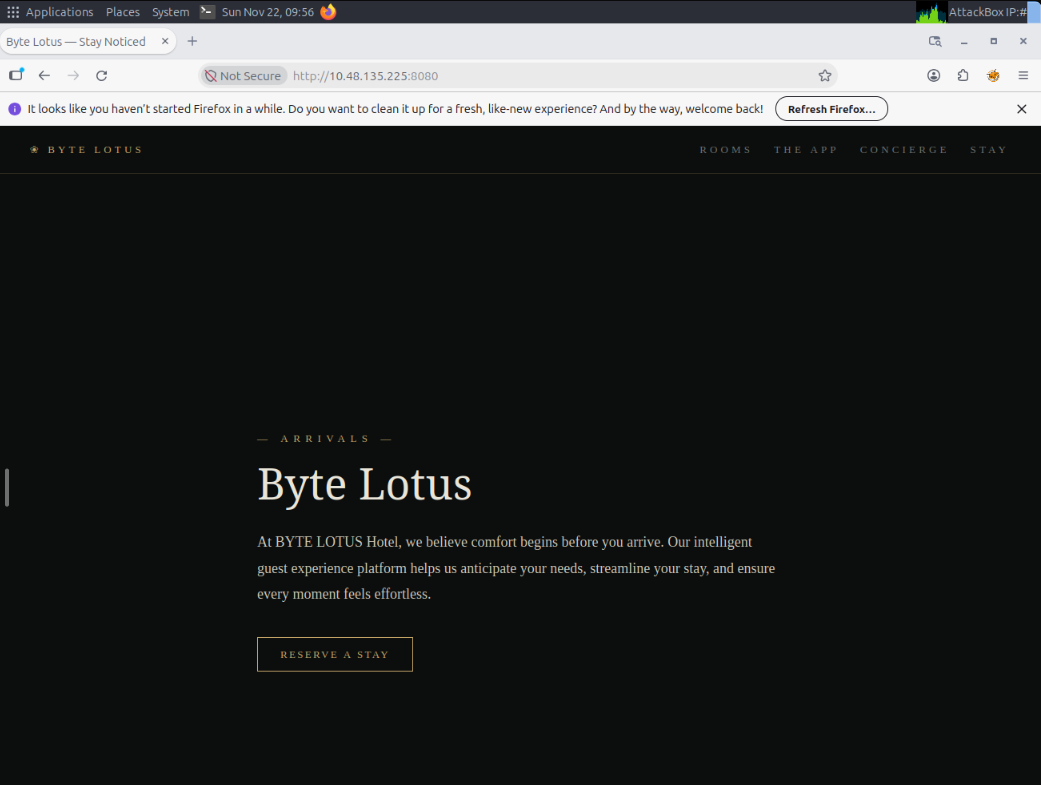 Applications Places System Sun Nov 22, 09:56 AttackBox IP:#
Byte Lotus — Stay Noticed
Not Secure http://10.48.135.225:8080
It looks like you haven't started Firefox in a while. Do you want to clean it up for a fresh, like-new experience? And by the way, welcome back! Refresh Firefox...
BYTE LOTUS ROOMS THE APP CONCIERGE STAY
— ARRIVALS —
Byte Lotus
At BYTE LOTUS Hotel, we believe comfort begins before you arrive. Our intelligent
guest experience platform helps us anticipate your needs, streamline your stay, and ensure
every moment feels effortless.
RESERVE A STAY